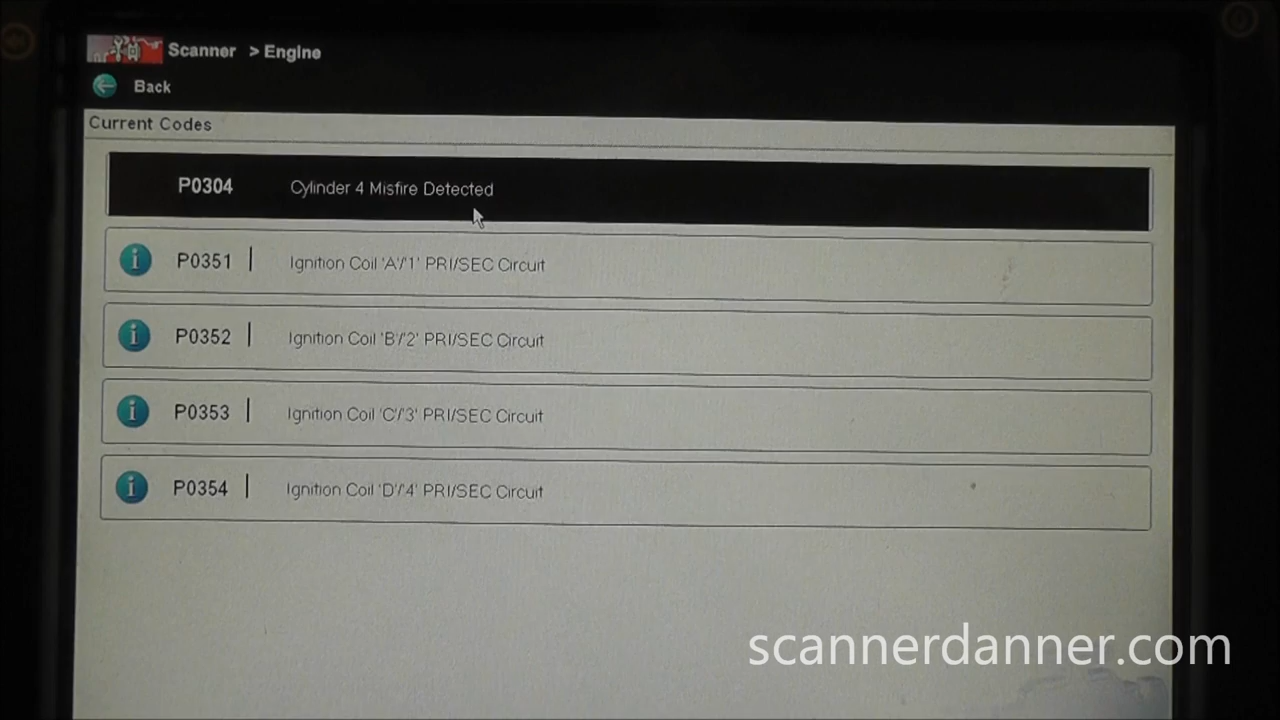 Scanner > Engine
Back
Current Codes
P0304 Cylinder 4 Misfire Detected
P0351 | Ignition Coil 'A'/'1' PRI/SEC Circuit
P0352 | Ignition Coil 'B'/'2' PRI/SEC Circuit
P0353 | Ignition Coil 'C'/'3' PRI/SEC Circuit
P0354 | Ignition Coil 'D'/'4' PRI/SEC Circuit
scannerdanner.com